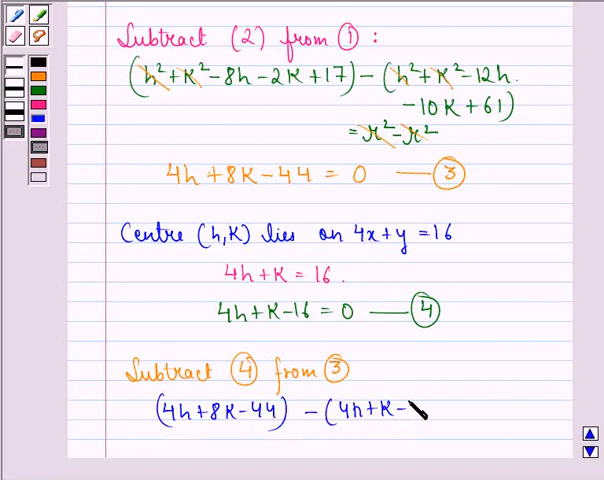 Subtract (2) from ①:
(h²+k²-8h-2k+17)-(h²+k²-12h.
-10k+61)
=r²-r²
4h+8k-44=0 — ③
Centre (h,k) lies on 4x+y=16
4h+k=16.
4h+k-16=0 — ④
Subtract ④ from ③
(4h+8k-44) - (4h+k-